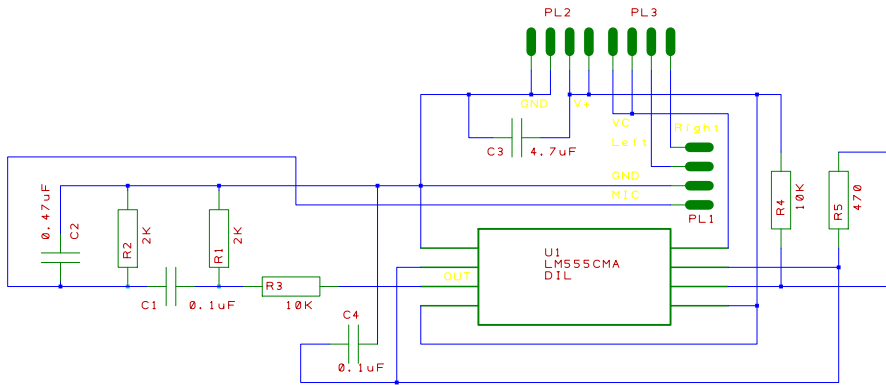 PL2
PL3
GND
V+
VC
Right
Left
C3
4.7uF
GND
MIC
PL1
0.47uF
C2
R2
2K
R1
2K
R4
10K
R5
470
U1
LM555CMA
DIL
OUT
R3
10K
C1
0.1uF
C4
0.1uF